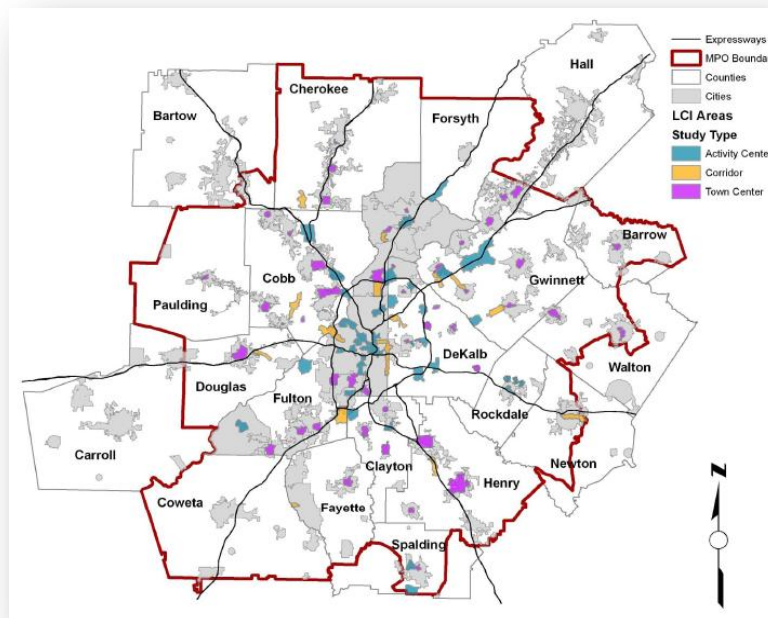 Hall
Expressways
MPO Bounda
Counties
Cities
LCI Areas
Study Type
Activity Cente
Corridor
Town Center
Cherokee
Bartow
Forsyth
Barrow
Cobb
Gwinnett
Paulding
DeKalb
Walton
Douglas
Fulton
Rockdale
Carroll
Clayton
Newton
Henry
Coweta
Fayette
Spalding
N